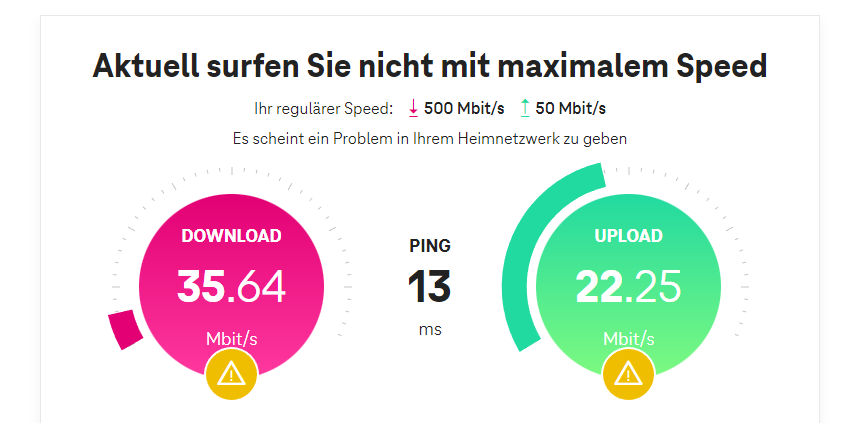 Aktuell surfen Sie nicht mit maximalem Speed
Ihr regulärer Speed: 500 Mbit/s 50 Mbit/s
Es scheint ein Problem in Ihrem Heimnetzwerk zu geben
DOWNLOAD
35.64
Mbit/s
PING
13
ms
UPLOAD
22.25
Mbit/s